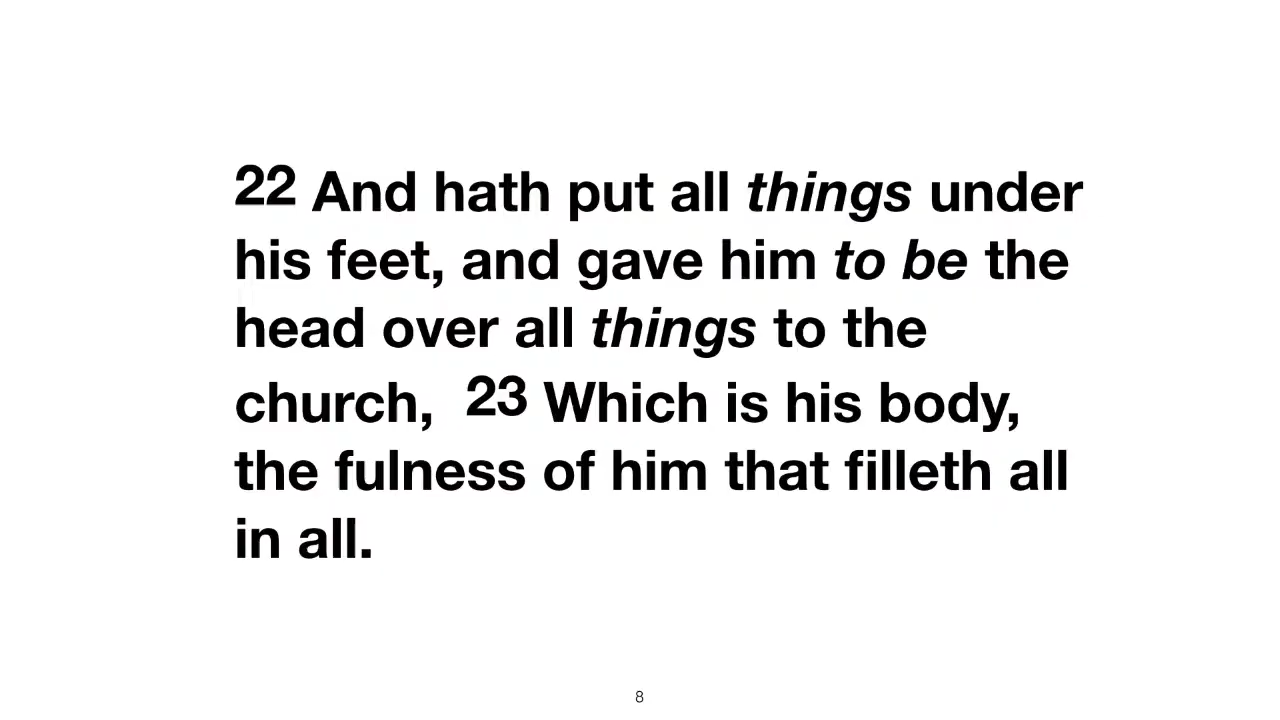 22 And hath put all things under
his feet, and gave him to be the
head over all things to the
church,  23 Which is his body,
the fulness of him that filleth all
in all.
8